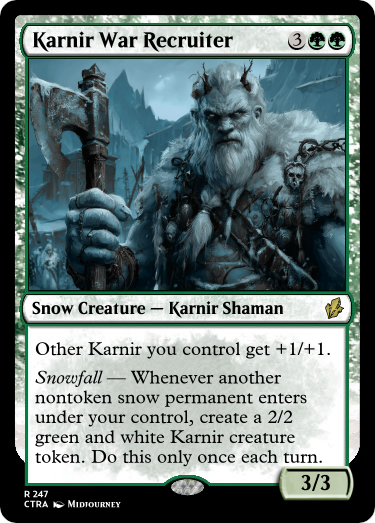 Karnir War Recruiter 3
Snow Creature — Karnir Shaman
Other Karnir you control get +1/+1.
Snowfall — Whenever another
nontoken snow permanent enters
under your control, create a 2/2
green and white Karnir creature
token. Do this only once each turn.
3/3
R 247
CTRA Midjourney